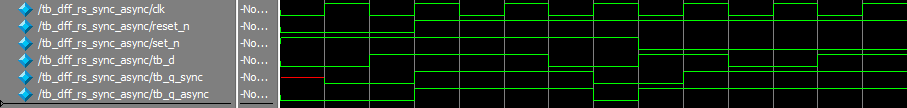 /tb_dff_rs_sync_async/clk -No...
/tb_dff_rs_sync_async/reset_n -No...
/tb_dff_rs_sync_async/set_n -No...
/tb_dff_rs_sync_async/tb_d -No...
/tb_dff_rs_sync_async/tb_q_sync -No...
/tb_dff_rs_sync_async/tb_q_async -No...